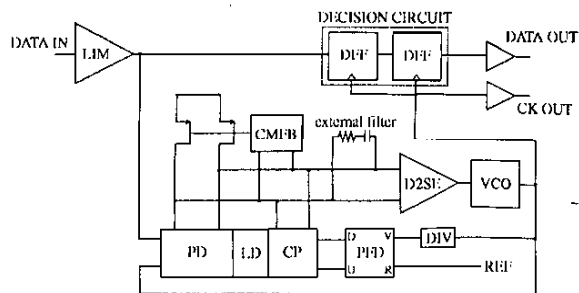 DECISION CIRCUIT
DATA IN
LIM
DFF
DFF
DATA OUT
CK OUT
CMFB
external filter
D2SE
VCO
PD
LD
CP
D
V
U
R
PFD
DIV
REF